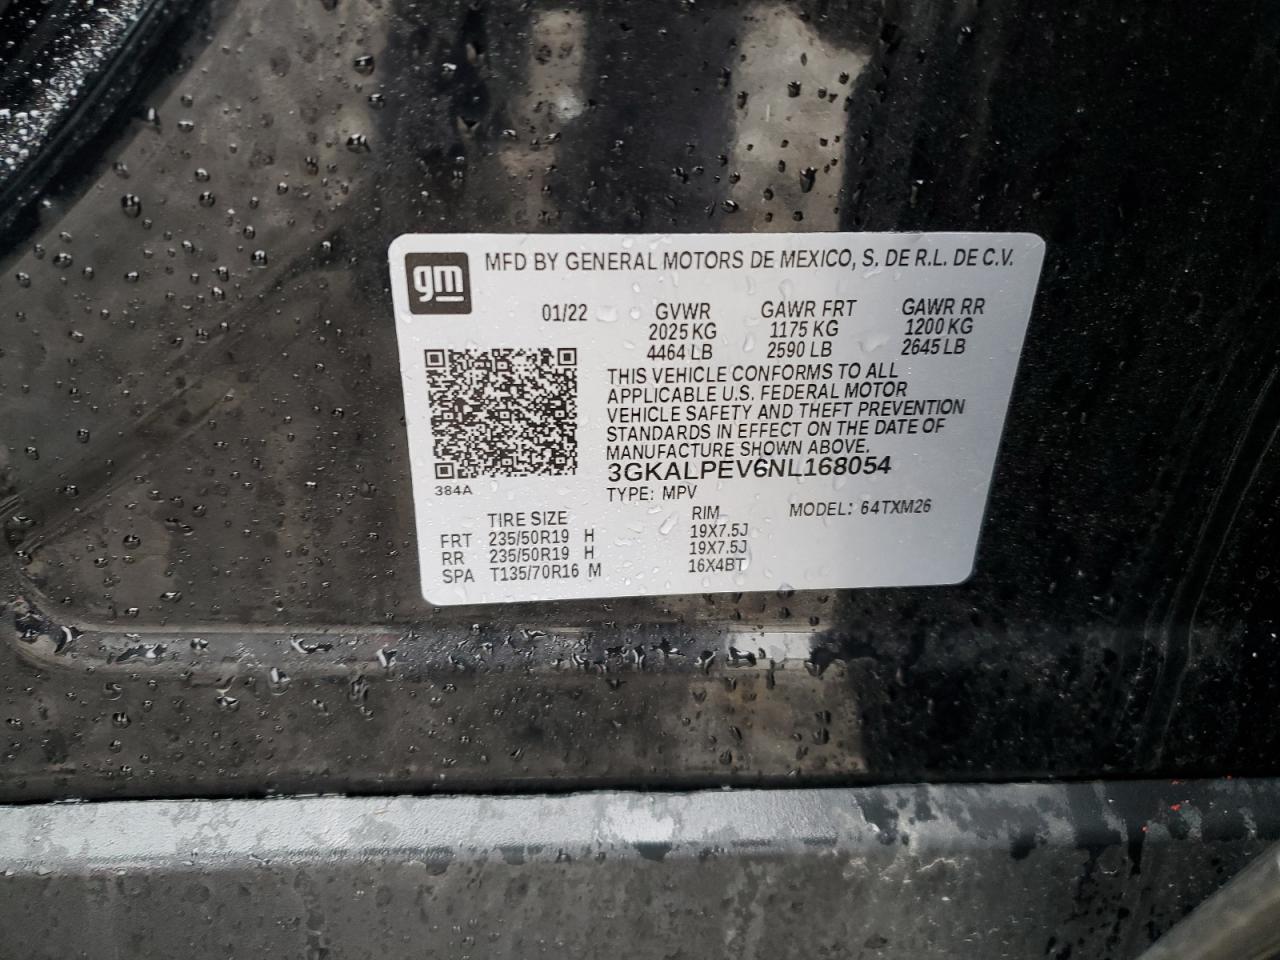 gm MFD BY GENERAL MOTORS DE MEXICO, S. DE R.L. DE C.V.
01/22 GVWR GAWR FRT GAWR RR
2025 KG 1175 KG 1200 KG
4464 LB 2590 LB 2645 LB
THIS VEHICLE CONFORMS TO ALL
APPLICABLE U.S. FEDERAL MOTOR
VEHICLE SAFETY AND THEFT PREVENTION
STANDARDS IN EFFECT ON THE DATE OF
MANUFACTURE SHOWN ABOVE.
3GKALPEV6NL168054
384A
TYPE: MPV MODEL: 64TXM26
TIRE SIZE RIM
FRT 235/50R19 H 19X7.5J
RR 235/50R19 H 19X7.5J
SPA T135/70R16 M 16X4BT